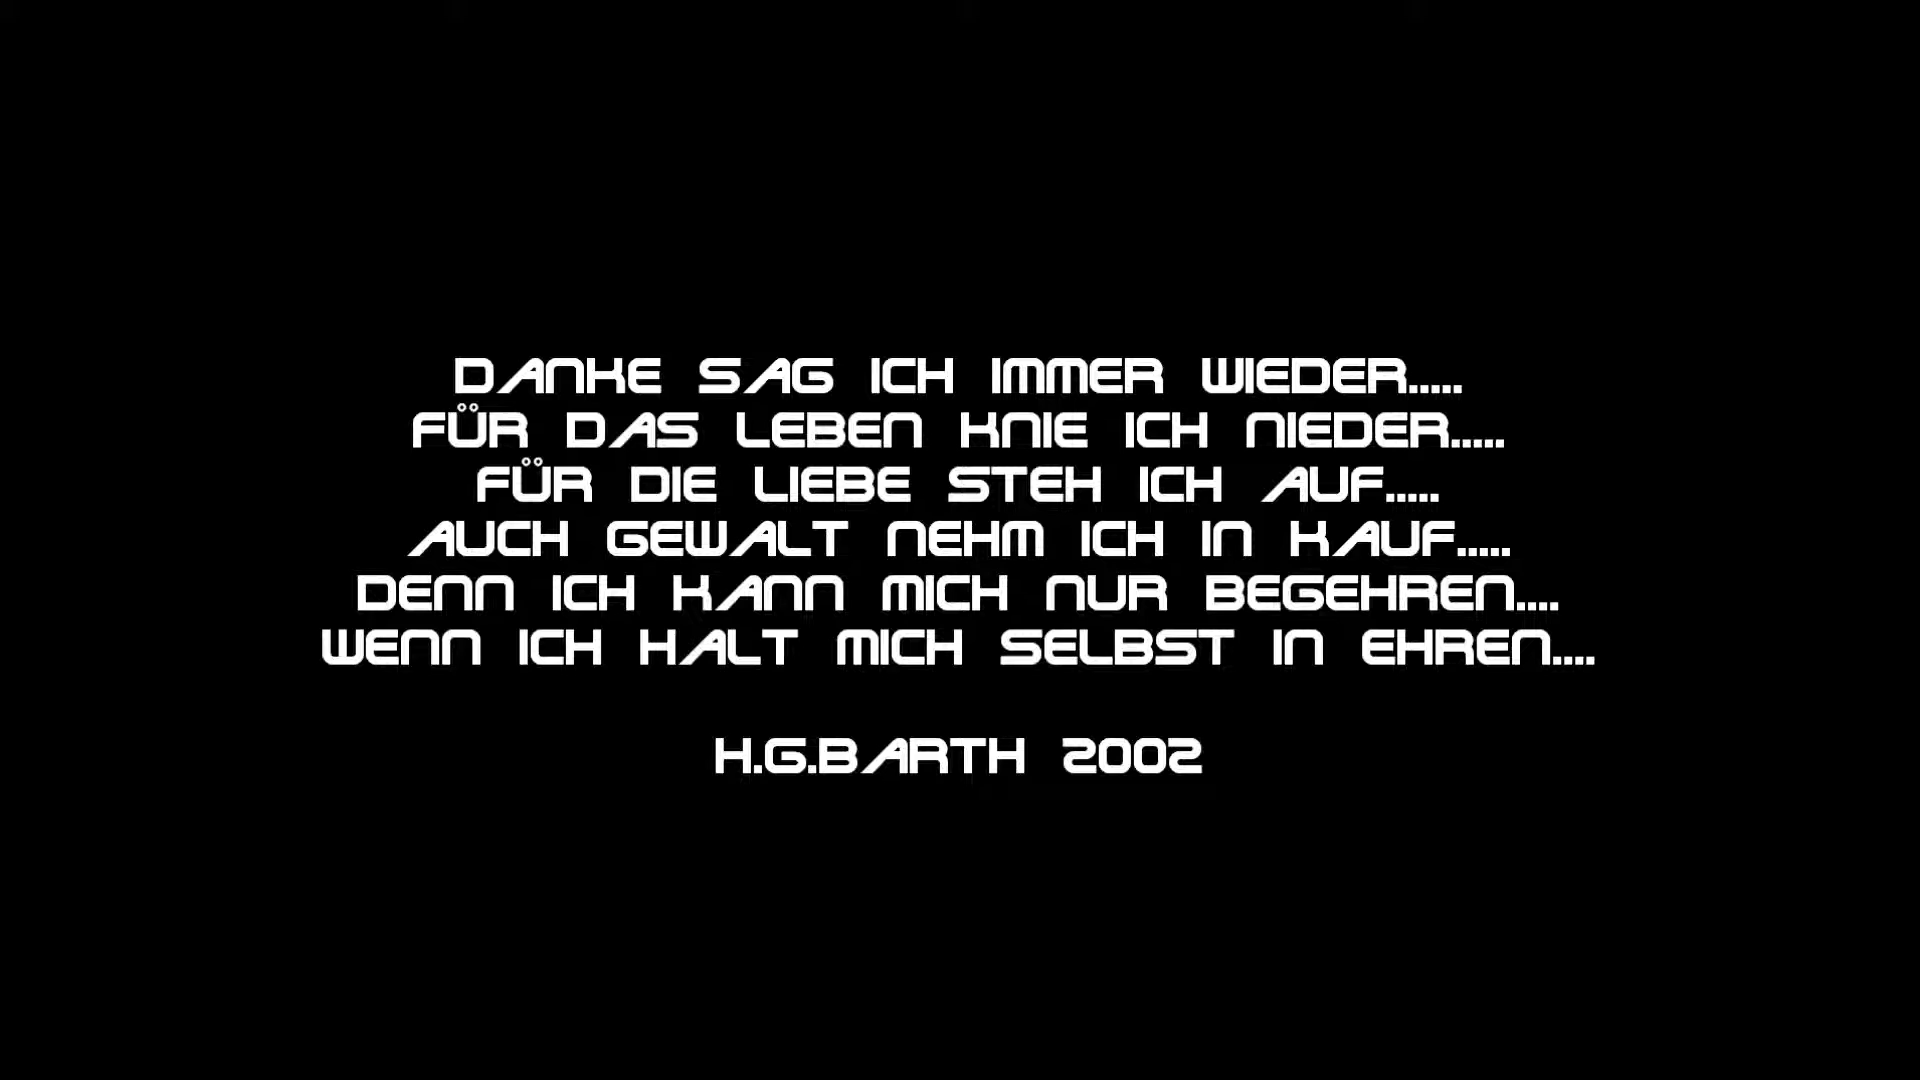 DANKE SAG ICH IMMER WIEDER.....
FÜR DAS LEBEN KNIE ICH NIEDER.....
FÜR DIE LIEBE STEH ICH AUF.....
AUCH GEWALT NEHM ICH IN KAUF.....
DENN ICH KANN MICH NUR BEGEHREN....
WENN ICH HALT MICH SELBST IN EHREN....
H.G.BARTH 2002